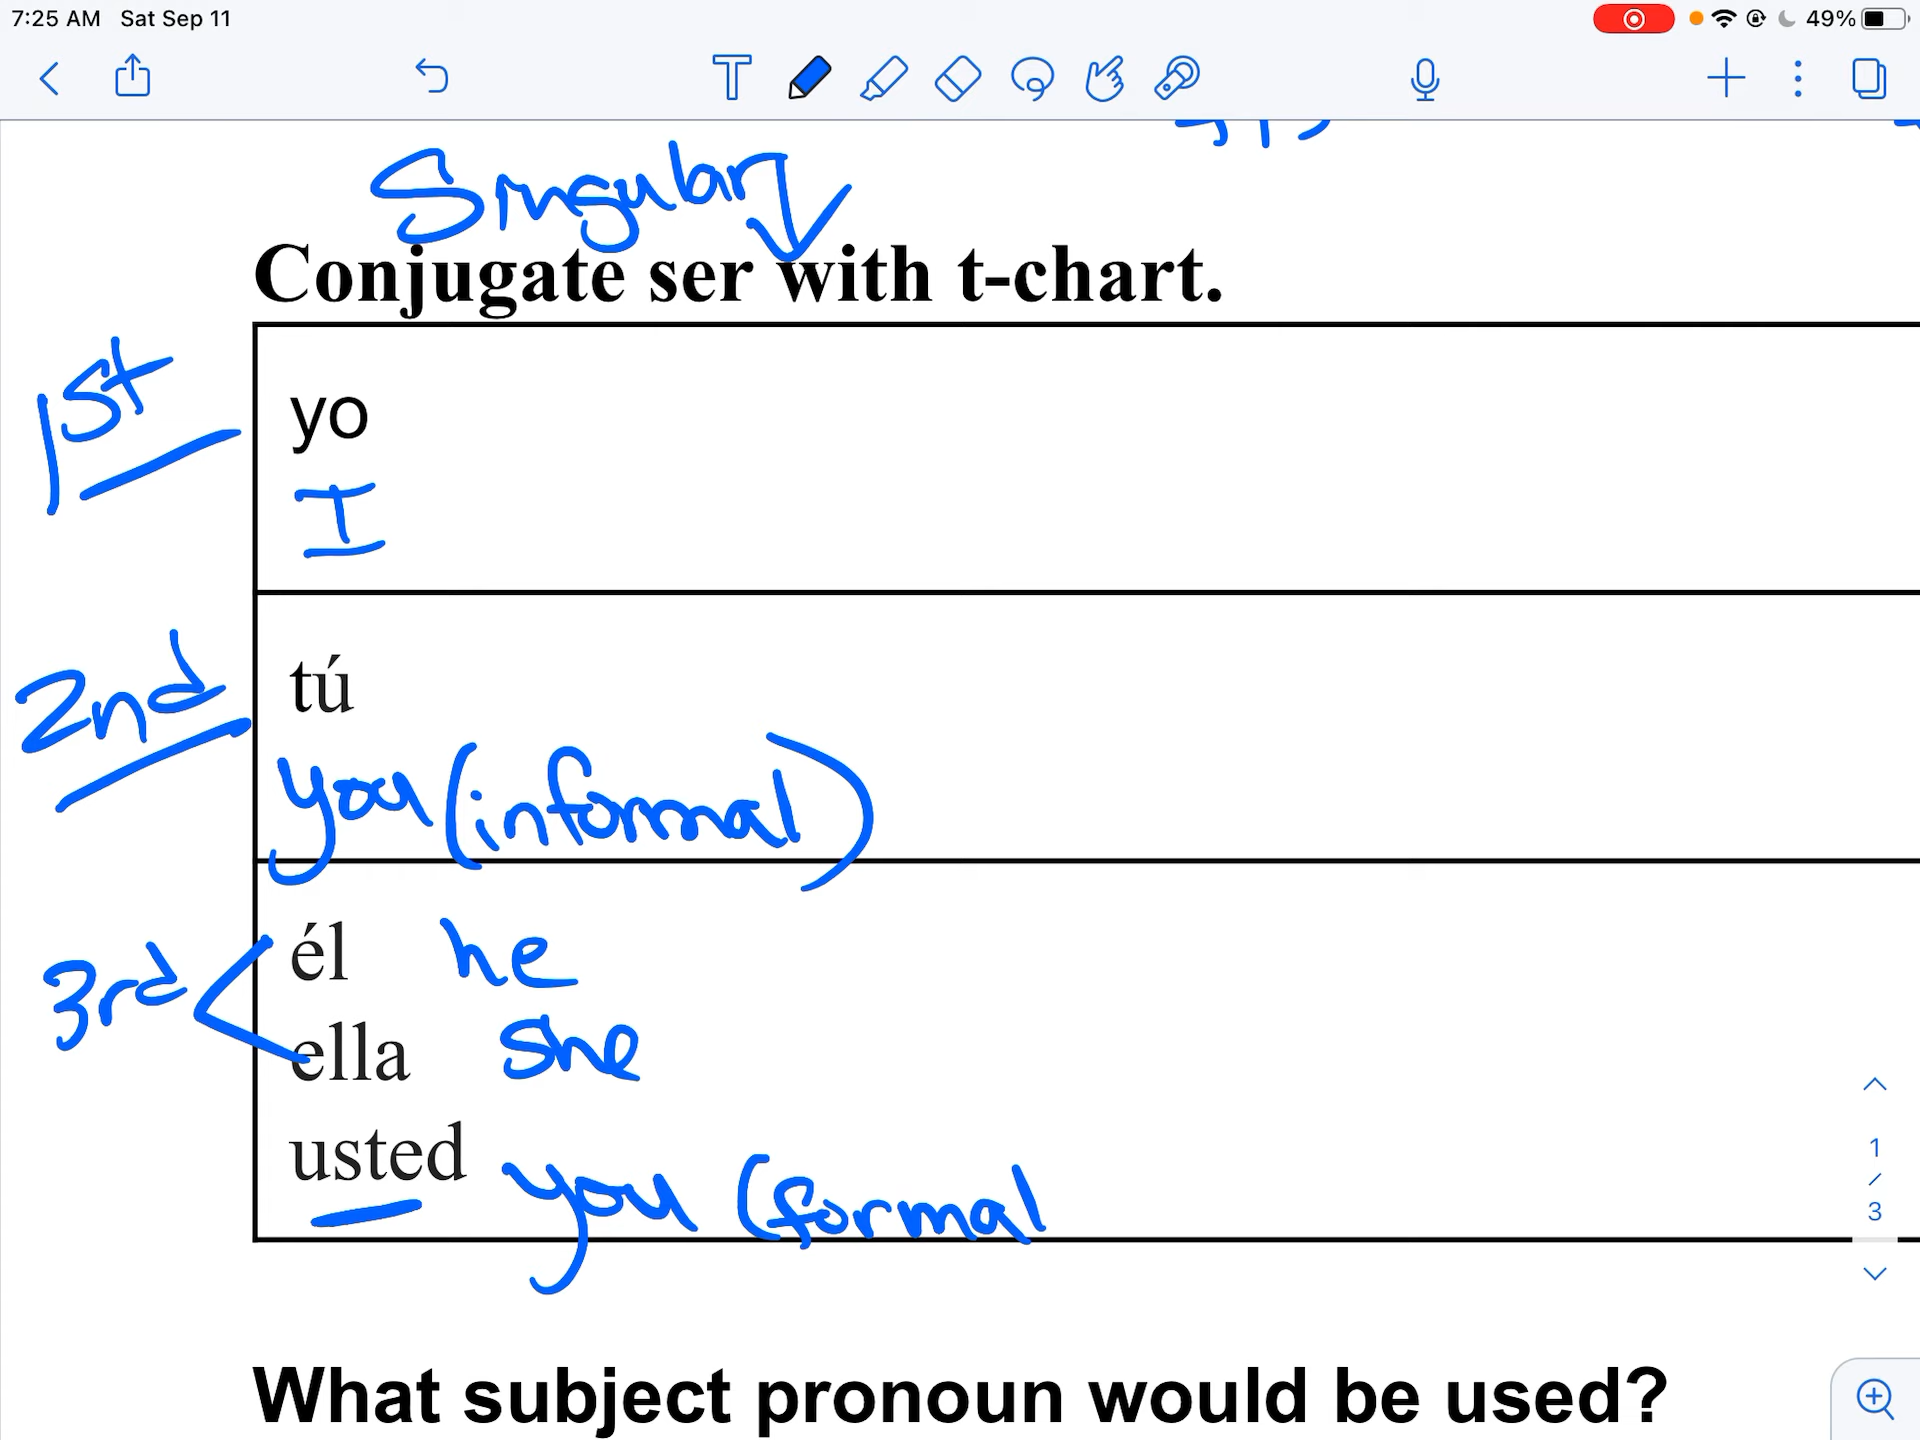 7:25 AM Sat Sep 11
49%
Singular
Conjugate ser with t-chart.
1st
yo
I
2nd
tú
you (informal)
3rd
él he
ella she
usted you (formal
1
/
3
What subject pronoun would be used?